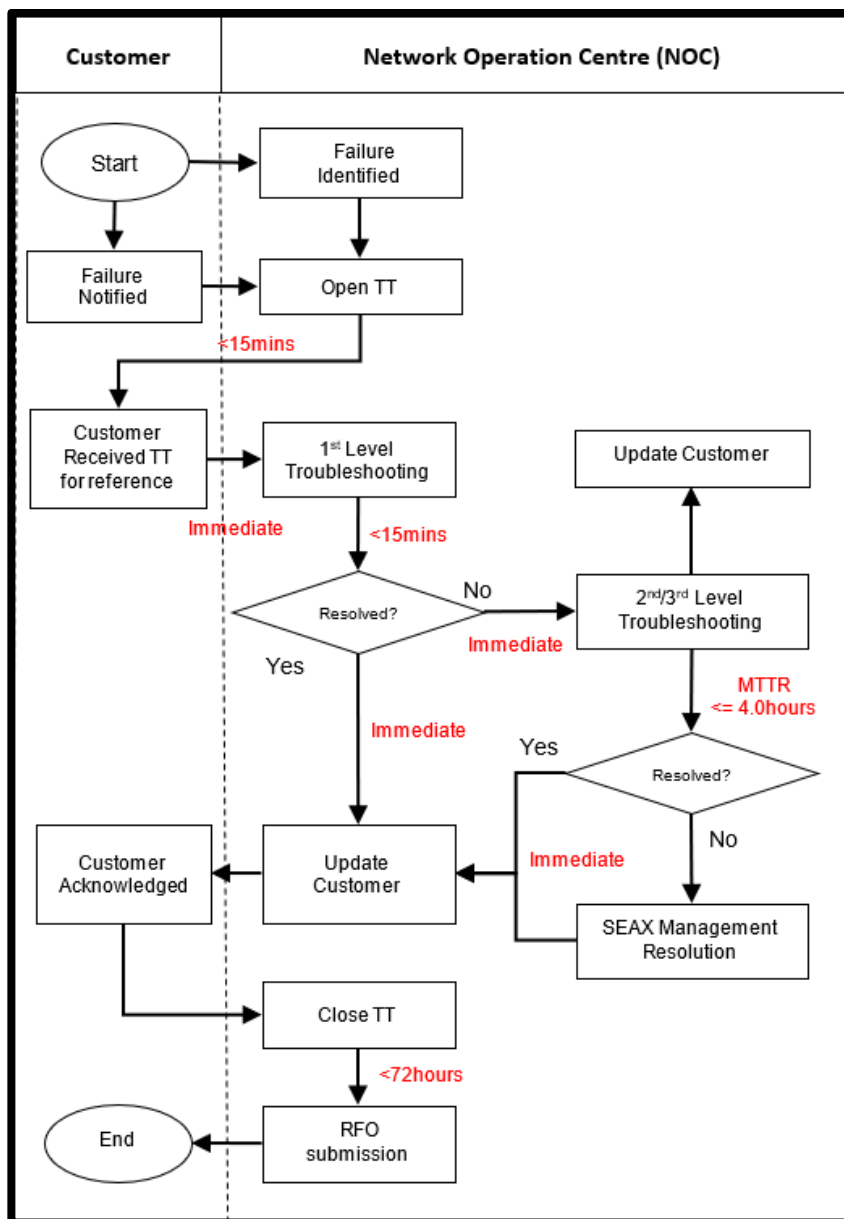 Customer
Network Operation Centre (NOC)
Start
Failure
Identified
Failure
Notified
Open TT
<15mins
Customer
Received TT
for reference
1st Level
Troubleshooting
Update Customer
Immediate
<15mins
Resolved?
No
2nd/3rd Level
Troubleshooting
Immediate
Yes
MTTR
<= 4.0hours
Immediate
Yes
Resolved?
No
Customer
Acknowledged
Update
Customer
Immediate
SEAX Management
Resolution
Close TT
<72hours
End
RFO
submission